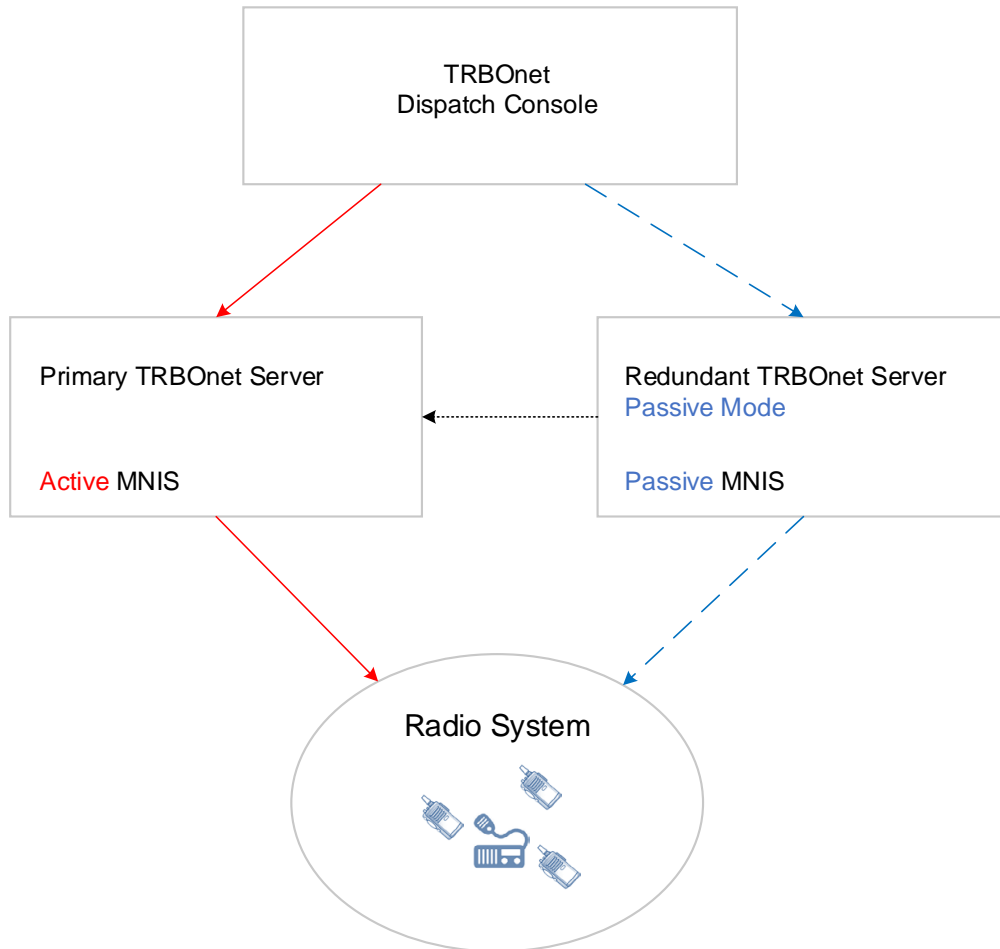 TRBOnet
Dispatch Console
Primary TRBOnet Server
Active MNIS
Redundant TRBOnet Server
Passive Mode
Passive MNIS
Radio System